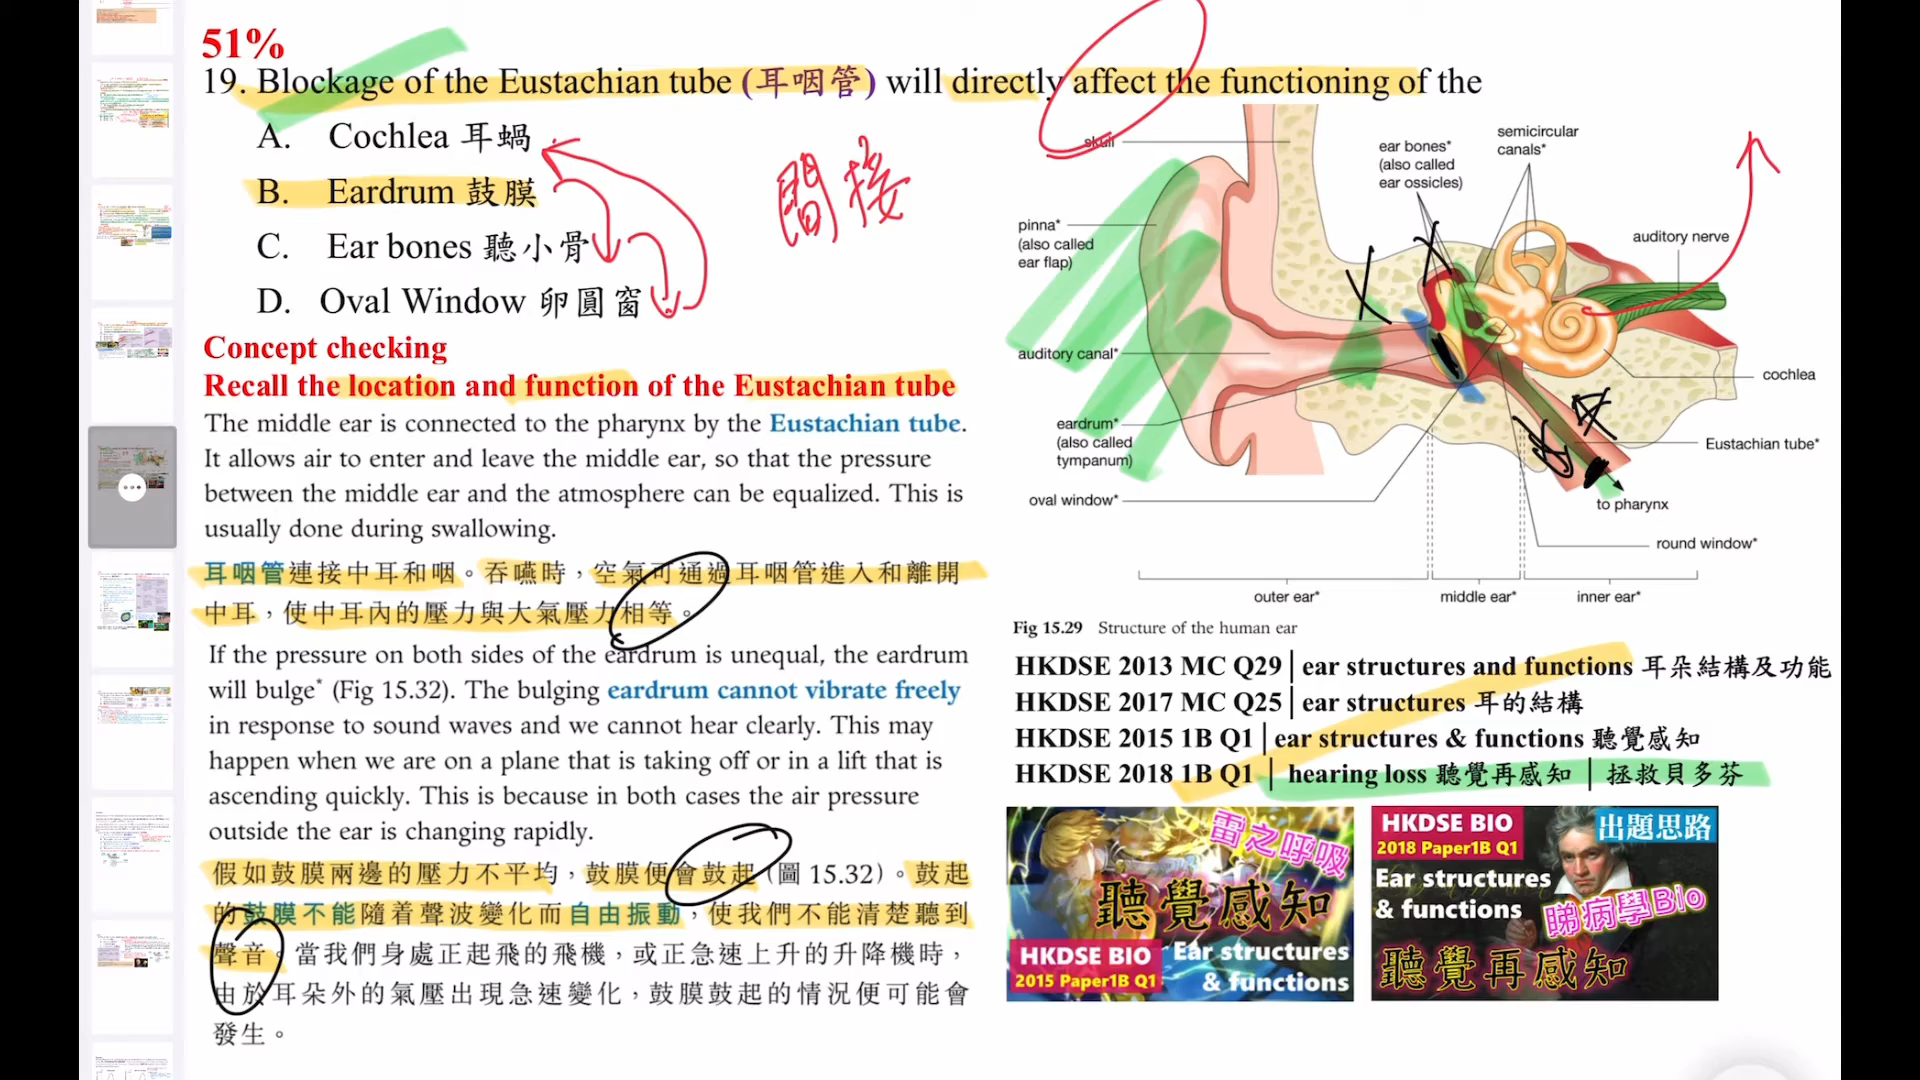 51%
19. Blockage of the Eustachian tube (耳咽管) will directly affect the functioning of the
A. Cochlea 耳蝸
B. Eardrum 鼓膜
C. Ear bones 聽小骨
D. Oval Window 卵圓窗
間接
Concept checking
Recall the location and function of the Eustachian tube
The middle ear is connected to the pharynx by the Eustachian tube.
It allows air to enter and leave the middle ear, so that the pressure
between the middle ear and the atmosphere can be equalized. This is
usually done during swallowing.
耳咽管連接中耳和咽。吞嚥時，空氣可通過耳咽管進入和離開
中耳，使中耳內的壓力與大氣壓力相等。
If the pressure on both sides of the eardrum is unequal, the eardrum
will bulge* (Fig 15.32). The bulging eardrum cannot vibrate freely
in response to sound waves and we cannot hear clearly. This may
happen when we are on a plane that is taking off or in a lift that is
ascending quickly. This is because in both cases the air pressure
outside the ear is changing rapidly.
假如鼓膜兩邊的壓力不平均，鼓膜便會鼓起 (圖 15.32)。鼓起
的鼓膜不能隨着聲波變化而自由振動，使我們不能清楚聽到
聲音。當我們身處正起飛的飛機，或正急速上升的升降機時，
由於耳朵外的氣壓出現急速變化，鼓膜鼓起的情況便可能會
發生。
skull
ear bones*
(also called
ear ossicles)
semicircular
canals*
pinna*
(also called
ear flap)
auditory nerve
auditory canal*
cochlea
eardrum*
(also called
tympanum)
Eustachian tube*
oval window*
to pharynx
round window*
outer ear*
middle ear*
inner ear*
Fig 15.29 Structure of the human ear
HKDSE 2013 MC Q29│ear structures and functions 耳朵結構及功能
HKDSE 2017 MC Q25│ear structures 耳的結構
HKDSE 2015 1B Q1│ear structures & functions 聽覺感知
HKDSE 2018 1B Q1│hearing loss 聽覺再感知│拯救貝多芬
雷之呼吸
聽覺感知
HKDSE BIO
2015 Paper1B Q1
Ear structures
& functions
HKDSE BIO
2018 Paper1B Q1
出題思路
Ear structures
& functions
睇病學Bio
聽覺再感知